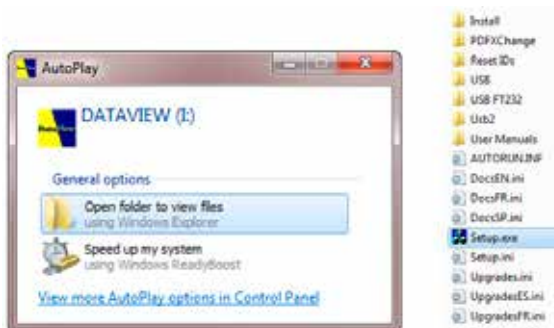 AutoPlay
DATAVIEW (I:)
General options
Open folder to view files
using Windows Explorer
Speed up my system
using Windows ReadyBoost
View more AutoPlay options in Control Panel
Install
PDFXChange
Reset IDs
USB
USB FT232
Usb2
User Manuals
AUTORUN.INF
DocsEN.ini
DocsFR.ini
DocsSP.ini
Setup.exe
Setup.ini
Upgrades.ini
UpgradesES.ini
UpgradesFR.ini